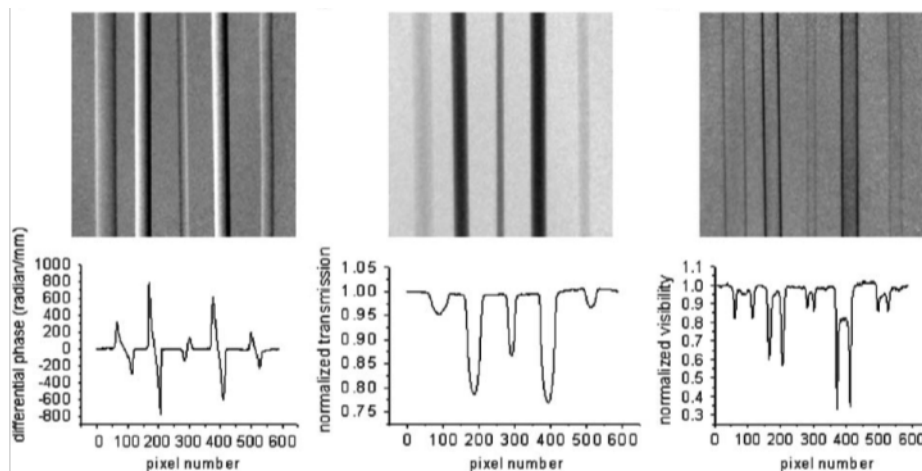 differential phase (radian/mm)
1000
800
600
400
200
0
-200
-400
-600
-800
0 100 200 300 400 500 600
pixel number
normalized transmission
1.05
1.00
0.95
0.90
0.85
0.80
0.75
0 100 200 300 400 500 600
pixel number
normalized visibility
1.1
1.0
0.9
0.8
0.7
0.6
0.5
0.4
0.3
0 100 200 300 400 500 600
pixel number